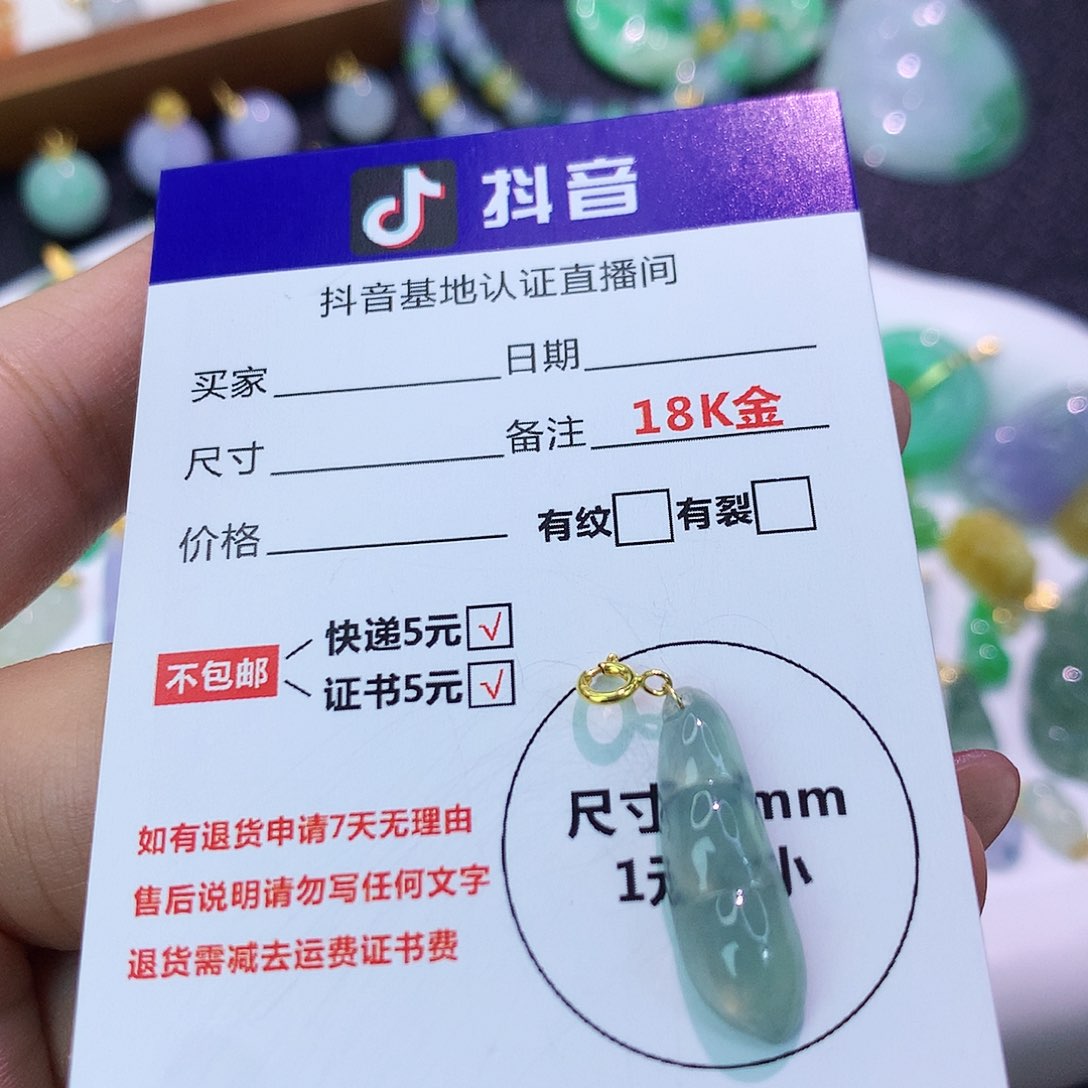 抖音
抖音基地认证直播间
买家 日期
尺寸 备注 18K金
价格 有纹 有裂
不包邮
快递5元 √
证书5元 √
如有退货申请7天无理由
售后说明请勿写任何文字
退货需减去运费证书费
尺寸 mm
1元 小